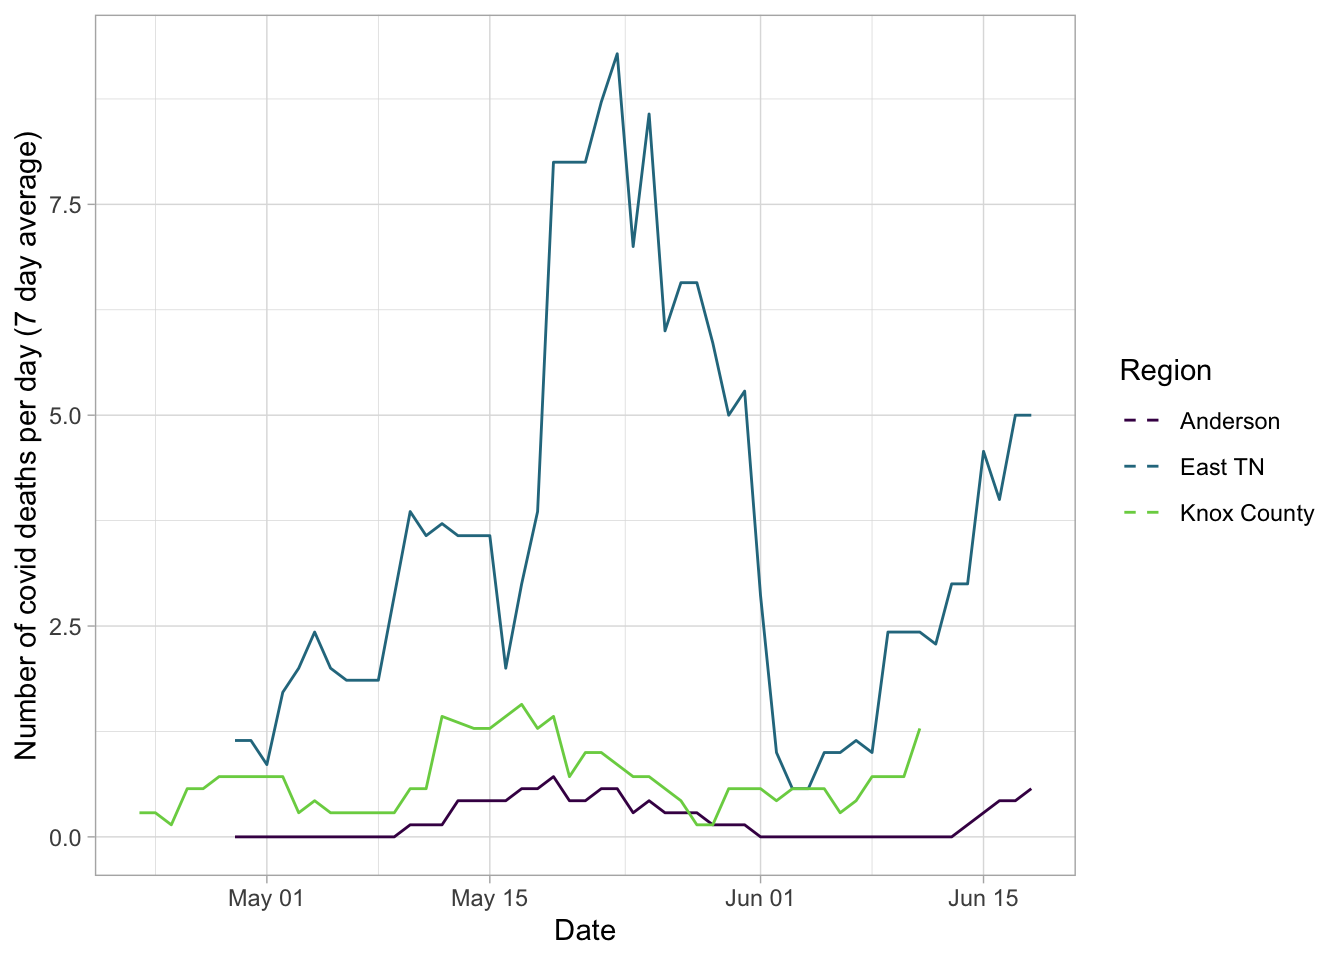 Number of covid deaths per day (7 day average)
7.5
5.0
2.5
0.0
May 01
May 15
Jun 01
Jun 15
Date
Region
Anderson
East TN
Knox County